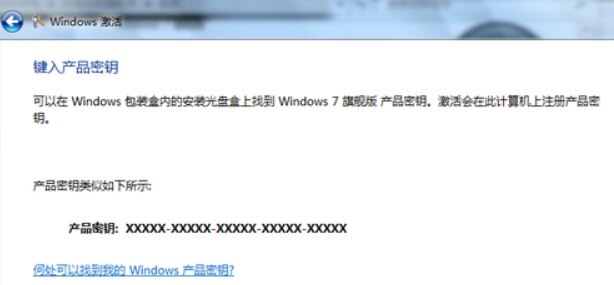 Windows 激活
键入产品密钥
可以在 Windows 包装盒内的安装光盘盒上找到 Windows 7 旗舰版 产品密钥。激活会在此计算机上注册产品密
钥。
产品密钥类似如下所示:
产品密钥: XXXXX-XXXXX-XXXXX-XXXXX-XXXXX
何处可以找到我的 Windows 产品密钥?